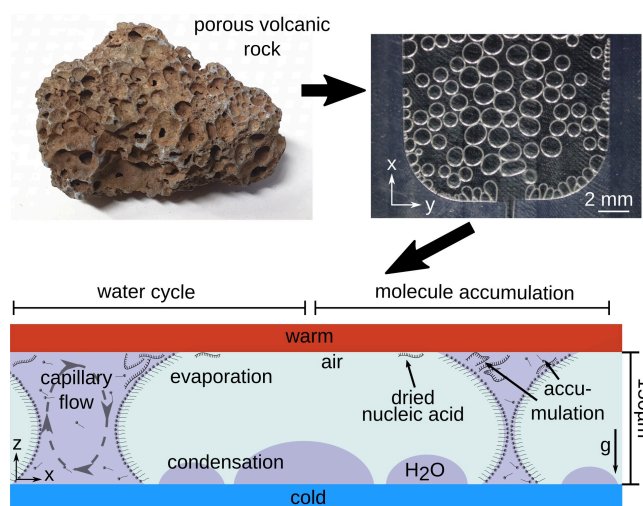 porous volcanic
rock
x
y
2 mm
water cycle
molecule accumulation
warm
air
capillary
flow
evaporation
dried
nucleic acid
accu-
mulation
z
x
condensation
H2O
g
cold